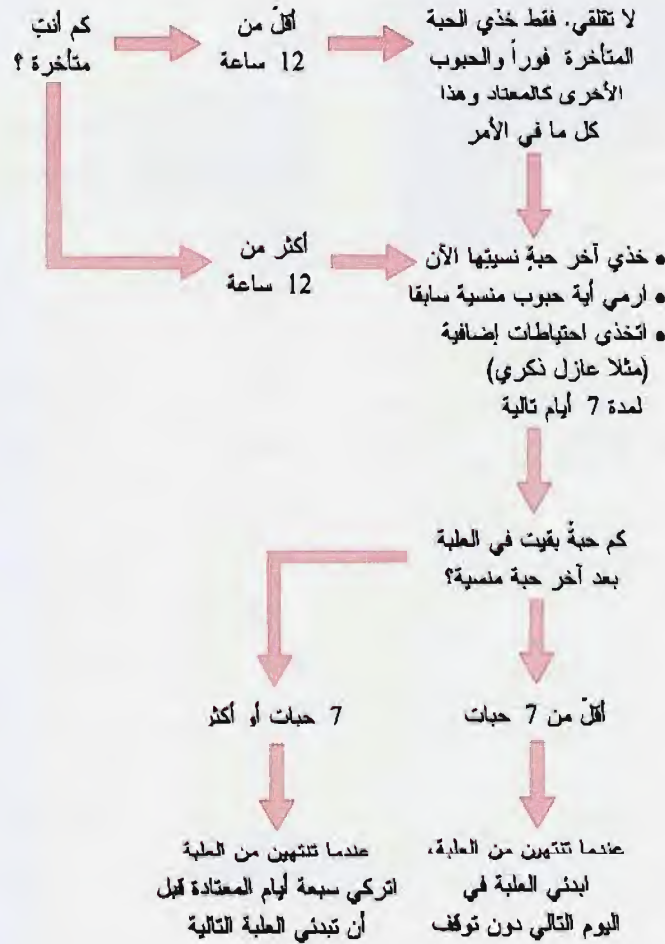 كم أنتِ
متأخرة ؟
أقلّ من
12 ساعة
لا تقلقي. فقط خذي الحبة
المتأخرة فوراً والحبوب
الأخرى كالمعتاد وهذا
كل ما في الأمر
أكثر من
12 ساعة
• خذي آخر حبةٍ نسيتِها الآن
• ارمي أية حبوب منسية سابقا
• اتخذي احتياطات إضافية
(مثلا عازل ذكري)
لمدة 7 أيام تالية
كم حبةً بقيت في العلبة
بعد آخر حبة منسية؟
أقلّ من 7 حبات
7 حبات أو أكثر
عندما تنتهين من العلبة،
ابدئي العلبة في
اليوم التالي دون توقف
عندما تنتهين من العلبة
اتركي سبعة أيام المعتادة قبل
أن تبدئي العلبة التالية